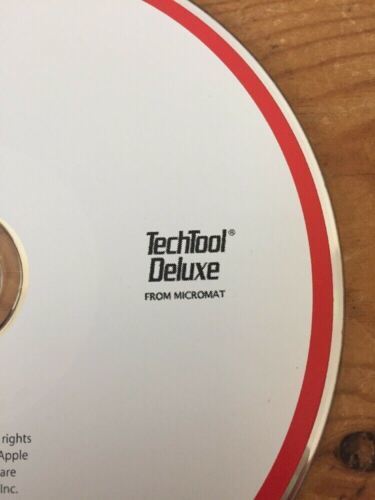 TechTool®
Deluxe
FROM MICROMAT
rights
Apple
are
Inc.